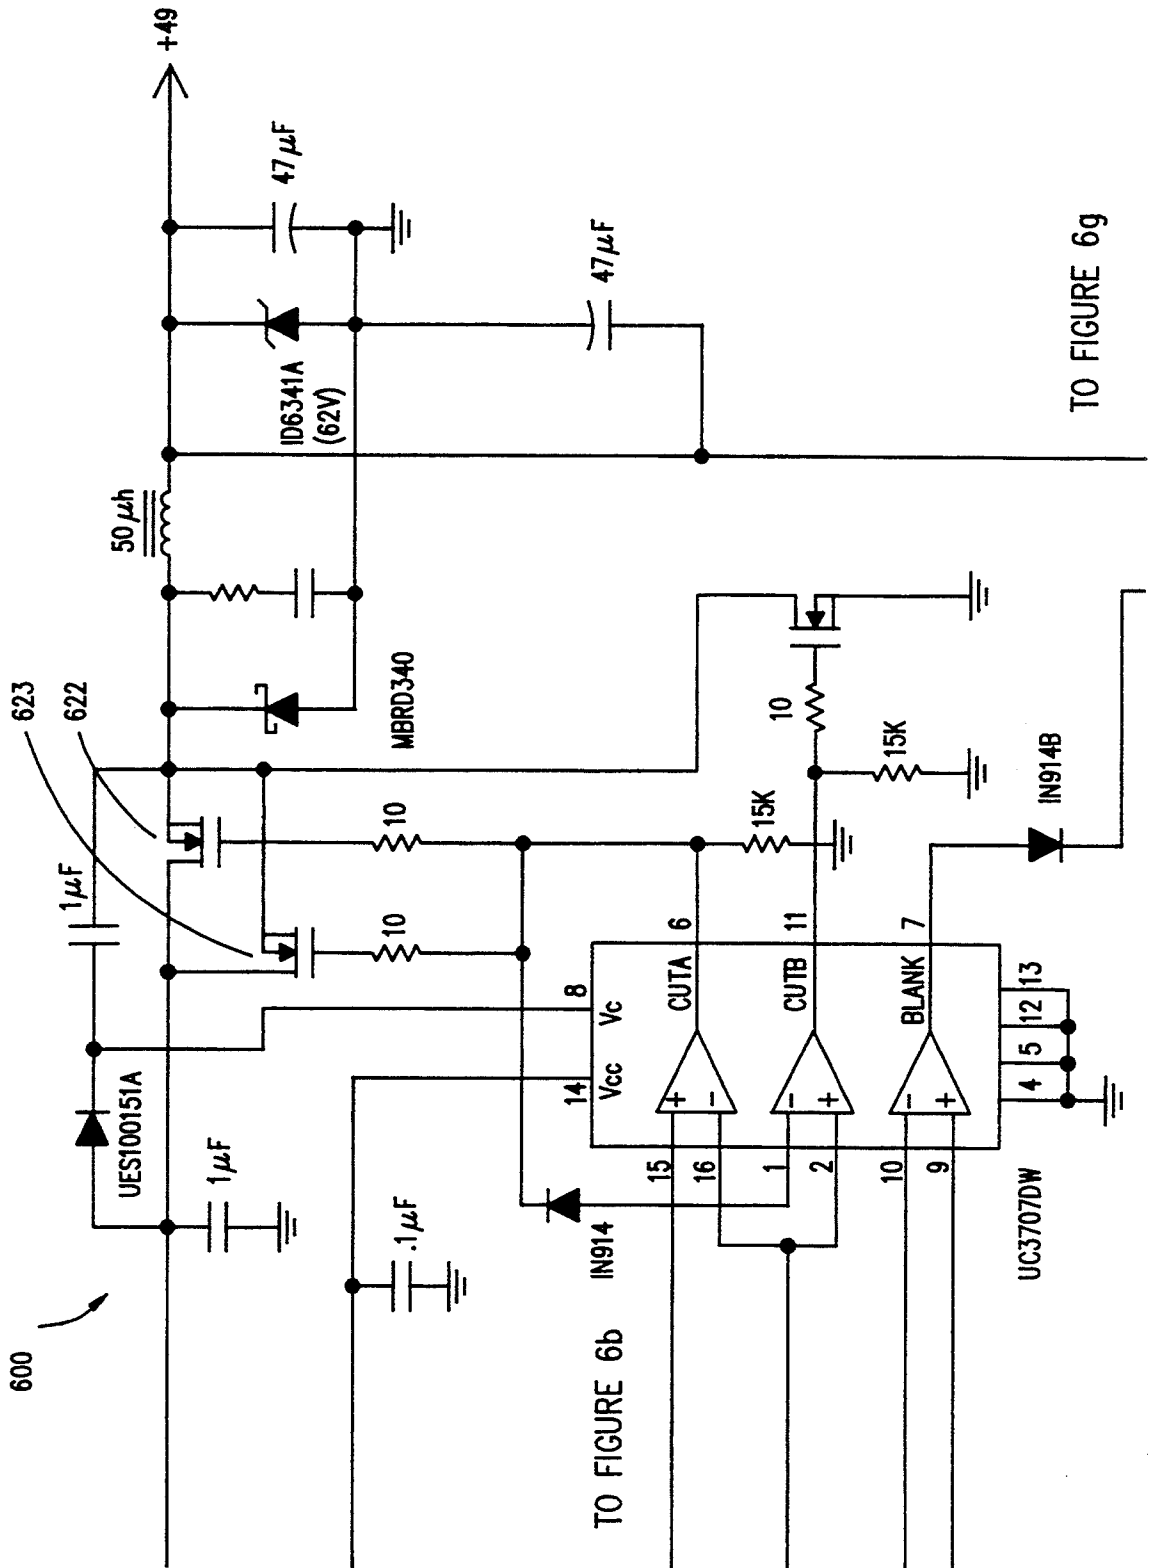 600
623
622
+49
UES100151A
1μF
1μF
50μh
47μF
ID6341A
(62V)
MBRD340
47μF
.1μF
10
10
15K
10
15K
IN914
IN914B
14
Vcc
8
Vc
15
16
1
2
10
9
+
-
-
+
-
+
CUTA
CUTB
BLANK
6
11
7
4
5
12
13
UC3707DW
TO FIGURE 6b
TO FIGURE 6g